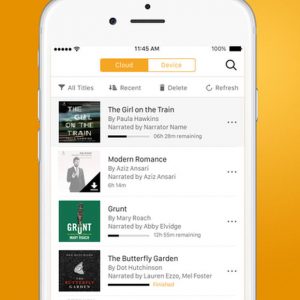 11:45 AM
100%
Cloud
Device
All Titles
Recent
Device
Refresh
THE
GIRL
ON THE
TRAIN
PAULA HAWKINS
The Girl on the Train
By Paula Hawkins
Narrated by Narrator Name
06h 28m remaining
Modern Romance
By Aziz Ansari
Narrated by Aziz Ansari
6h 14m
GRUNT
MARY ROACH
Grunt
By Mary Roach
Narrated by Abby Elvidge
12h 55m remaining
THE
BUTTERFLY
GARDEN
The Butterfly Garden
By Dot Hutchinson
Narrated by Lauren Ezzo, Mel Foster
Finished